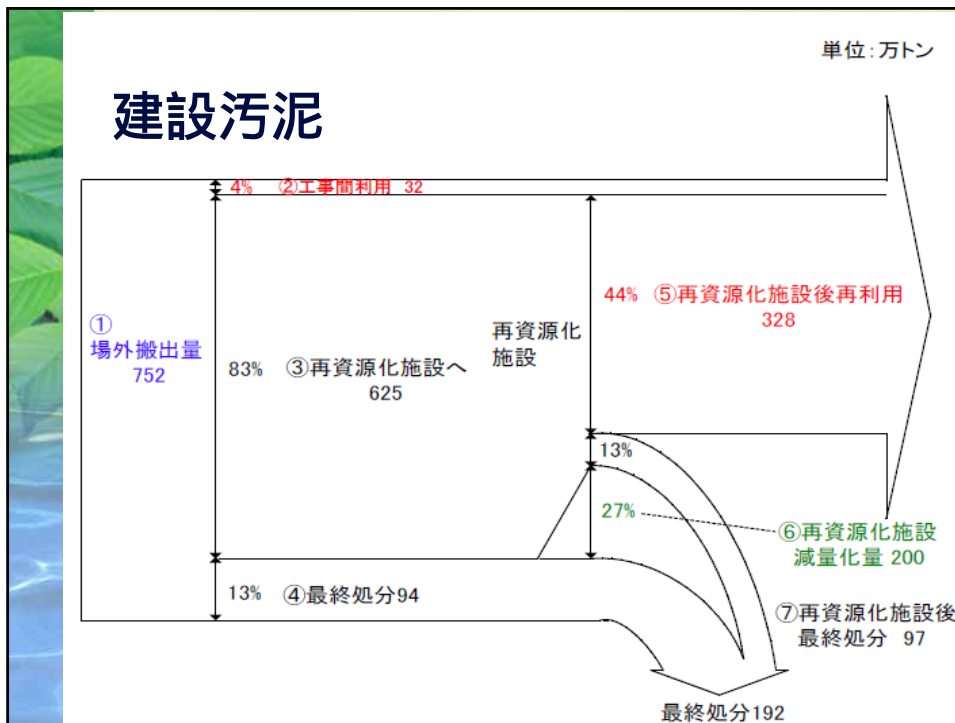 単位：万トン
建設汚泥
4% ②工事間利用 32
①
場外搬出量
752
83% ③再資源化施設へ
625
再資源化
施設
44% ⑤再資源化施設後再利用
328
13%
27%
⑥再資源化施設
減量化量 200
13% ④最終処分94
⑦再資源化施設後
最終処分 97
最終処分192